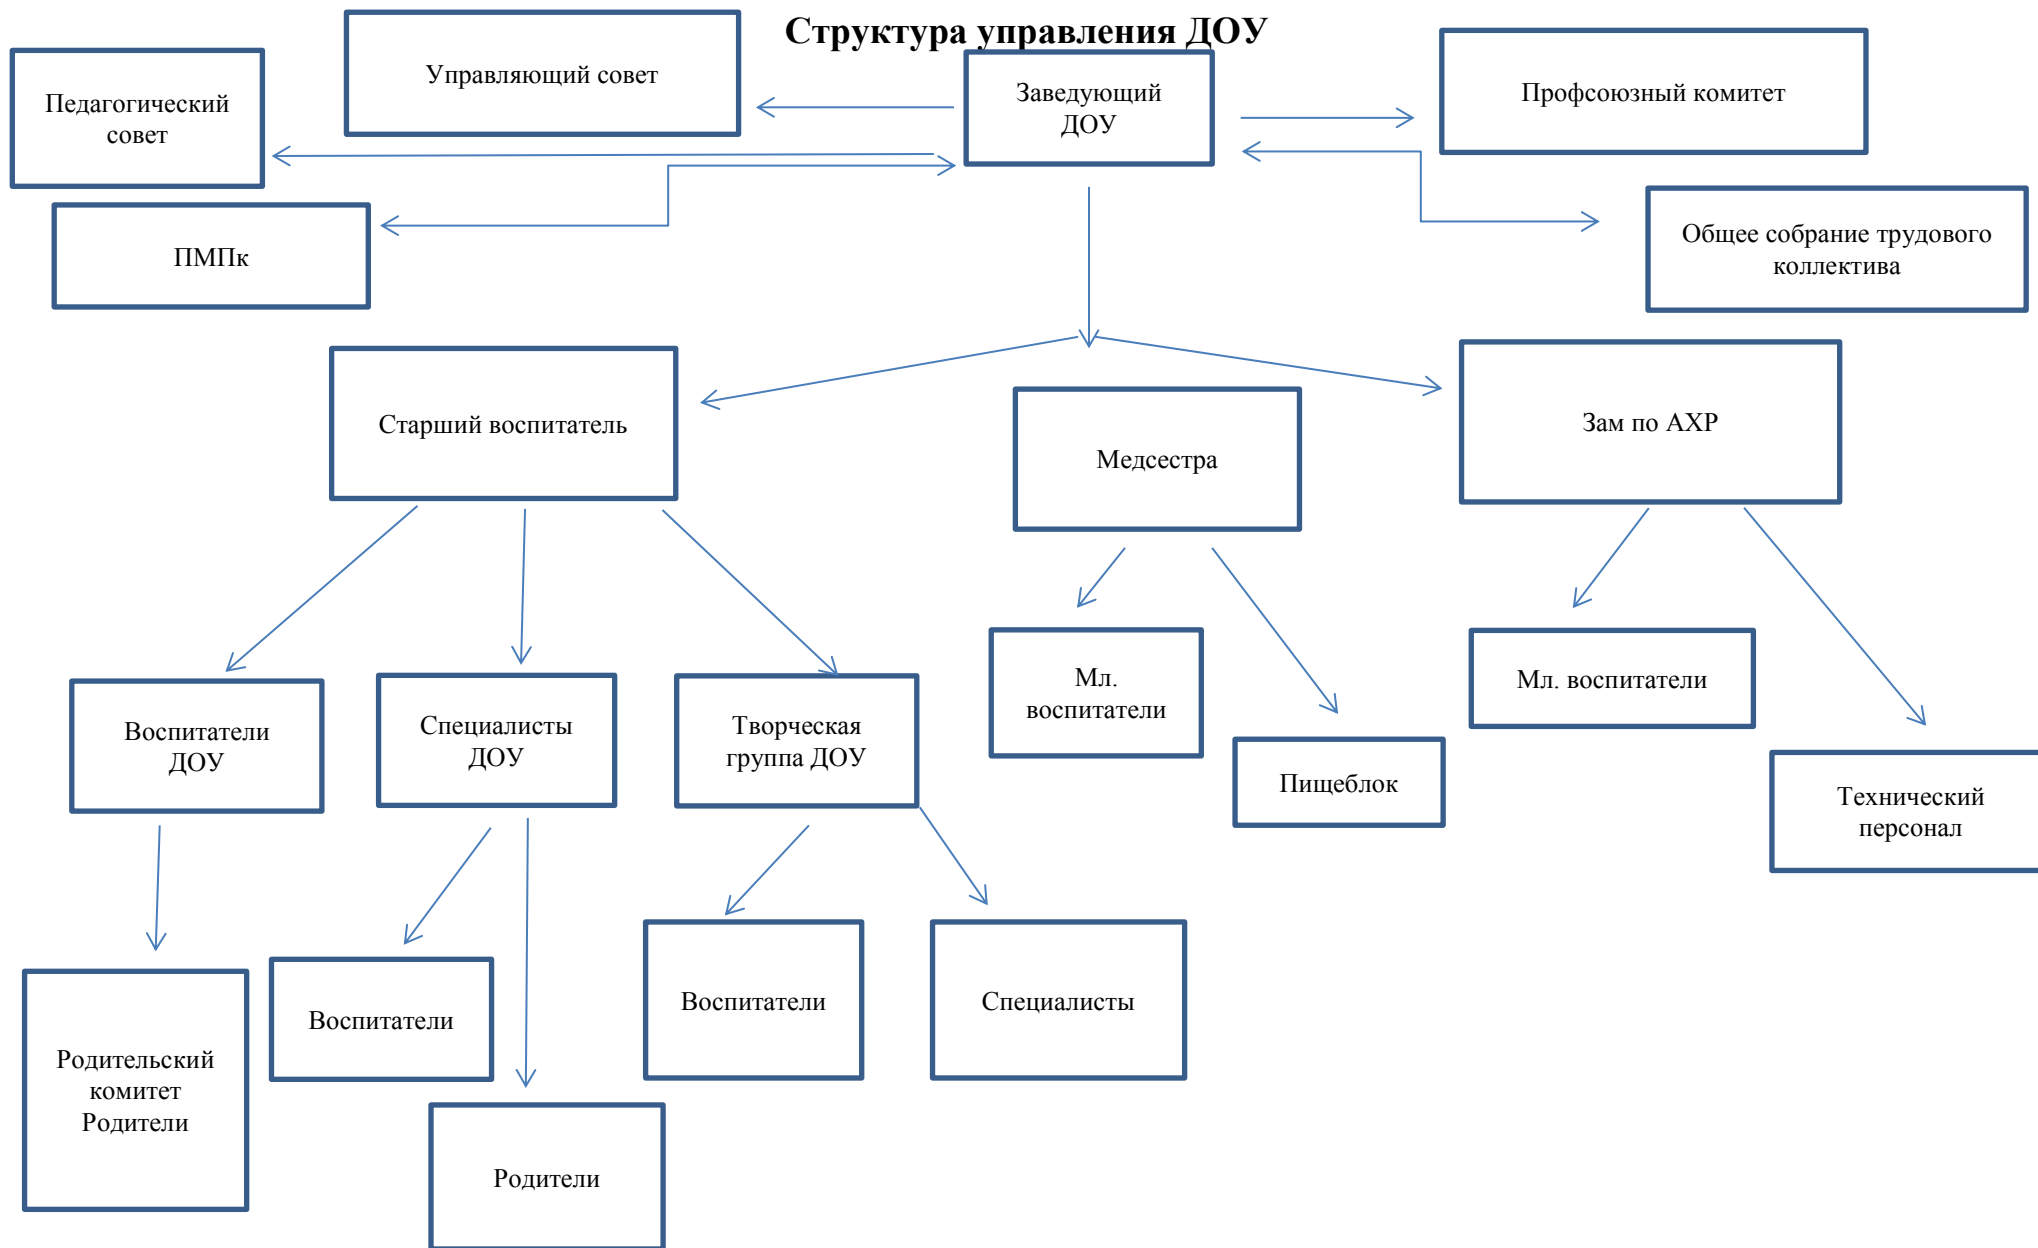 Структура управления ДОУ
Педагогический
совет
Управляющий совет
Заведующий
ДОУ
Профсоюзный комитет
ПМПк
Общее собрание трудового
коллектива
Старший воспитатель
Медсестра
Зам по АХР
Воспитатели
ДОУ
Специалисты
ДОУ
Творческая
группа ДОУ
Мл.
воспитатели
Пищеблок
Мл. воспитатели
Технический
персонал
Родительский
комитет
Родители
Воспитатели
Родители
Воспитатели
Специалисты